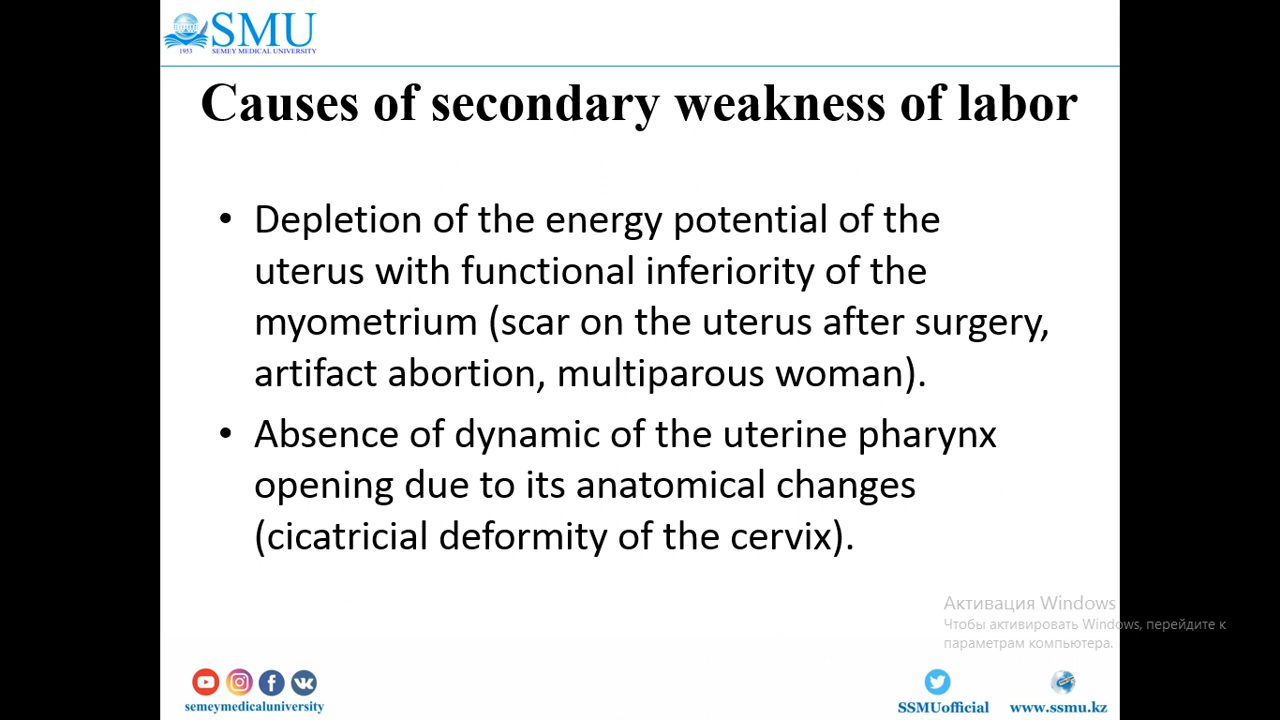 SMU
1953 SEMEY MEDICAL UNIVERSITY
Causes of secondary weakness of labor
• Depletion of the energy potential of the
uterus with functional inferiority of the
myometrium (scar on the uterus after surgery,
artifact abortion, multiparous woman).
• Absence of dynamic of the uterine pharynx
opening due to its anatomical changes
(cicatricial deformity of the cervix).
Активация Windows
Чтобы активировать Windows, перейдите к
параметрам компьютера.
semeymedicaluniversity
SSMUofficial www.ssmu.kz